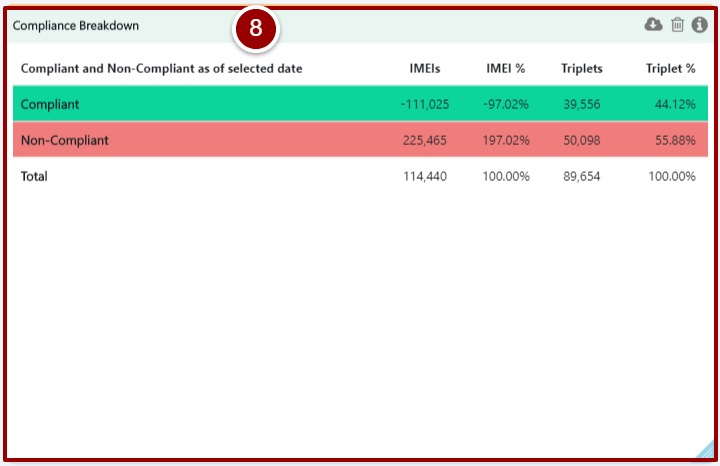 Compliance Breakdown 8
Compliant and Non-Compliant as of selected date IMEIs IMEI % Triplets Triplet %
Compliant -111,025 -97.02% 39,556 44.12%
Non-Compliant 225,465 197.02% 50,098 55.88%
Total 114,440 100.00% 89,654 100.00%